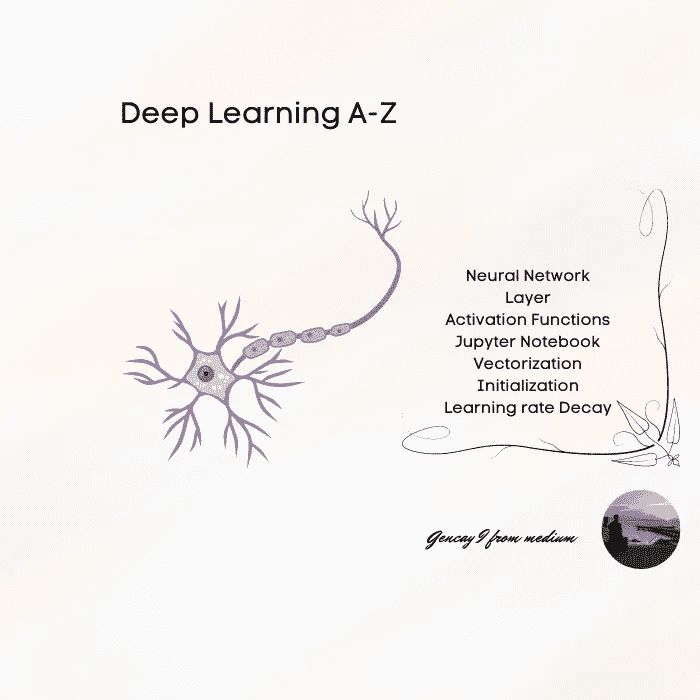 Deep Learning A-Z
Neural Network
Layer
Activation Functions
Jupyter Notebook
Vectorization
Initialization
Learning rate Decay
Gencay I from medium